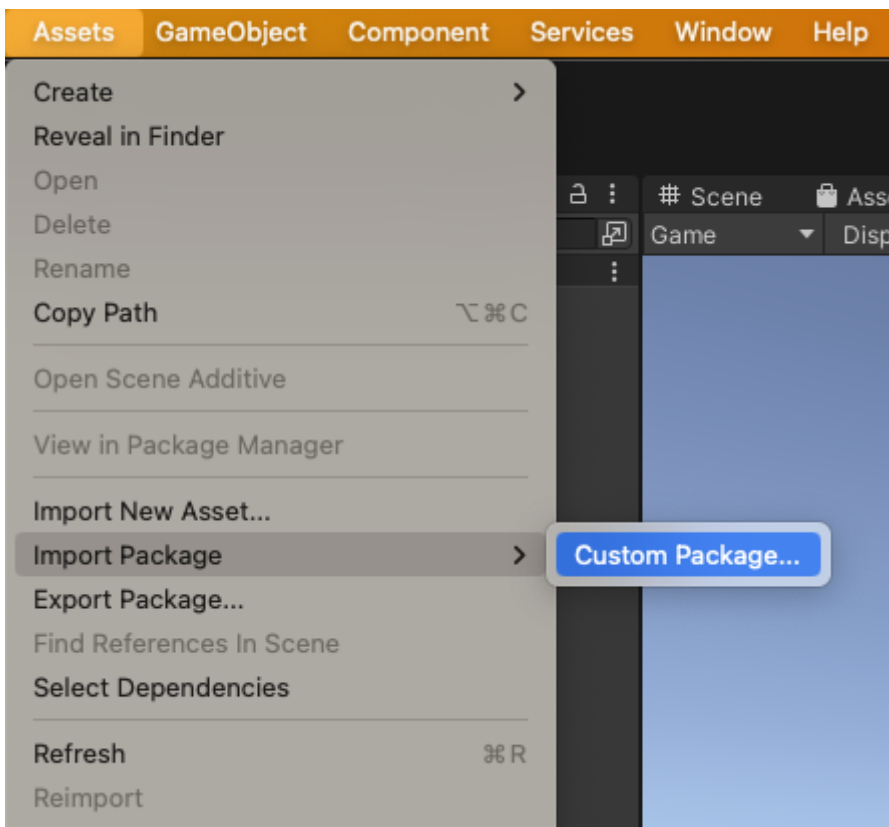 Assets GameObject Component Services Window Help
Create
Reveal in Finder
Open
Delete
Rename
Copy Path ⌥⌘C
Open Scene Additive
View in Package Manager
Import New Asset...
Import Package
Custom Package...
Export Package...
Find References In Scene
Select Dependencies
Refresh ⌘R
Reimport
Scene Ass
Game Disp